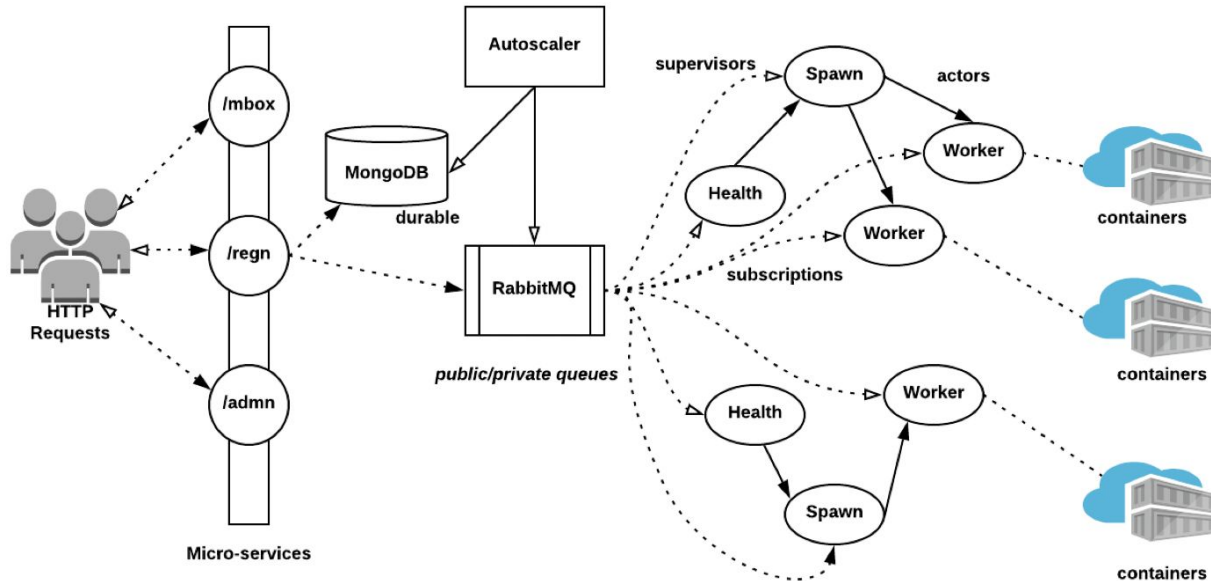 Autoscaler
supervisors
Spawn
actors
/mbox
Worker
MongoDB
durable
Health
containers
/regn
Worker
subscriptions
RabbitMQ
HTTP
Requests
public/private queues
containers
/admn
Health
Worker
Spawn
Micro-services
containers